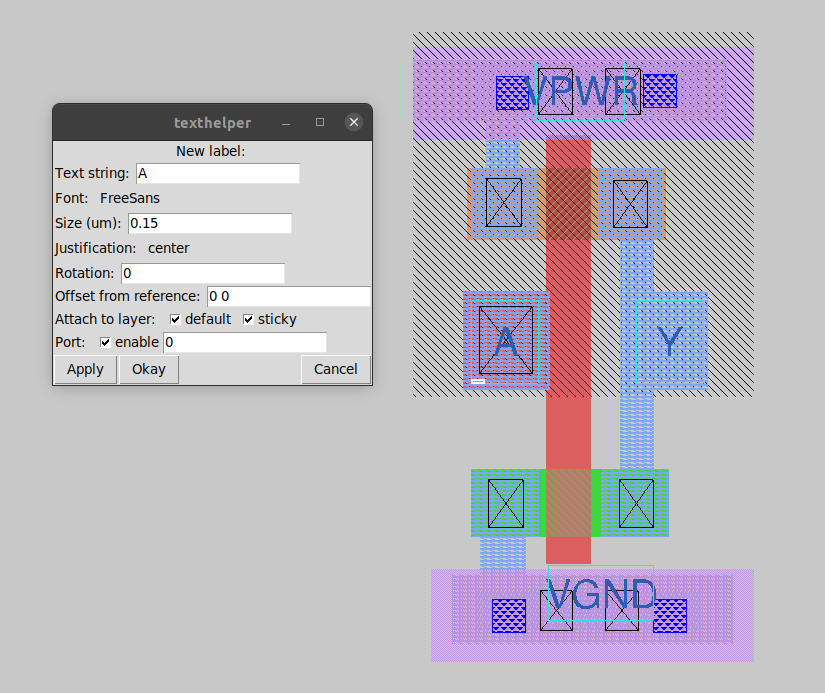 texthelper
New label:
Text string: A
Font: FreeSans
Size (um): 0.15
Justification: center
Rotation: 0
Offset from reference: 0 0
Attach to layer: default sticky
Port: enable 0
Apply Okay Cancel
VPWR
A Y
VGND